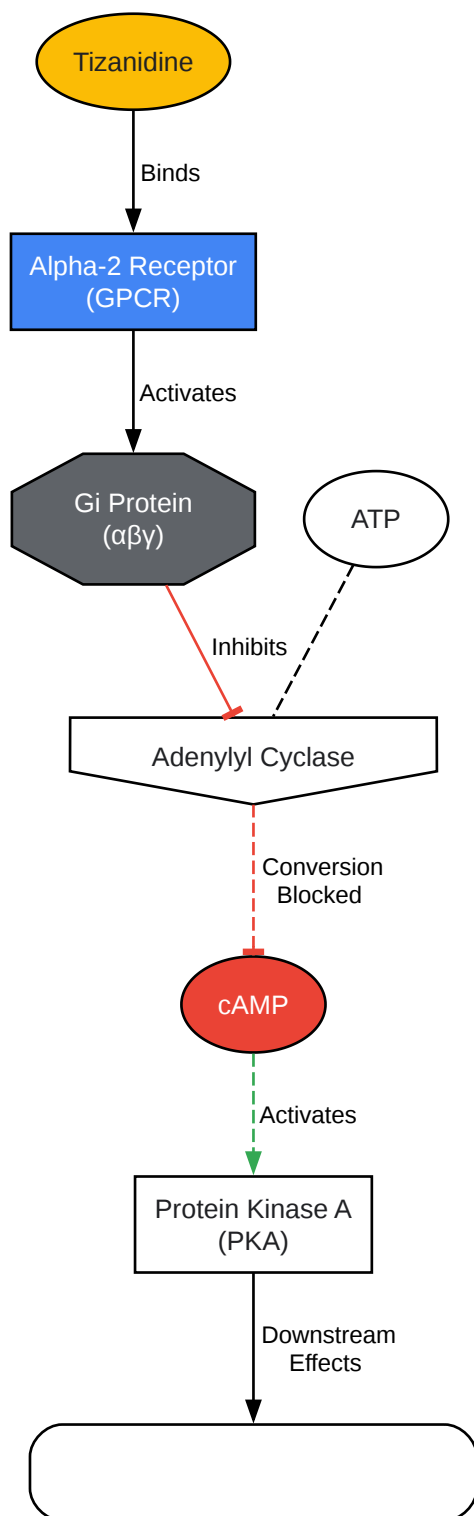 Tizanidine
Binds
Alpha-2 Receptor
(GPCR)
Activates
Gi Protein
(αβγ)
ATP
Inhibits
Adenylyl Cyclase
Conversion
Blocked
cAMP
Activates
Protein Kinase A
(PKA)
Downstream
Effects